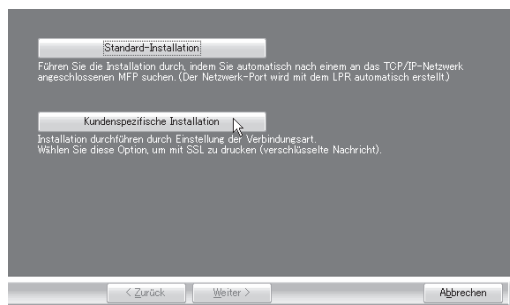 Standard-Installation
Führen Sie die Installation durch, indem Sie automatisch nach einem an das TCP/IP-Netzwerk
angeschlossenen MFP suchen. (Der Netzwerk-Port wird mit dem LPR automatisch erstellt.)
Kundenspezifische Installation
Installation durchführen durch Einstellung der Verbindungsart.
Wählen Sie diese Option, um mit SSL zu drucken (verschlüsselte Nachricht).
< Zurück Weiter > Abbrechen